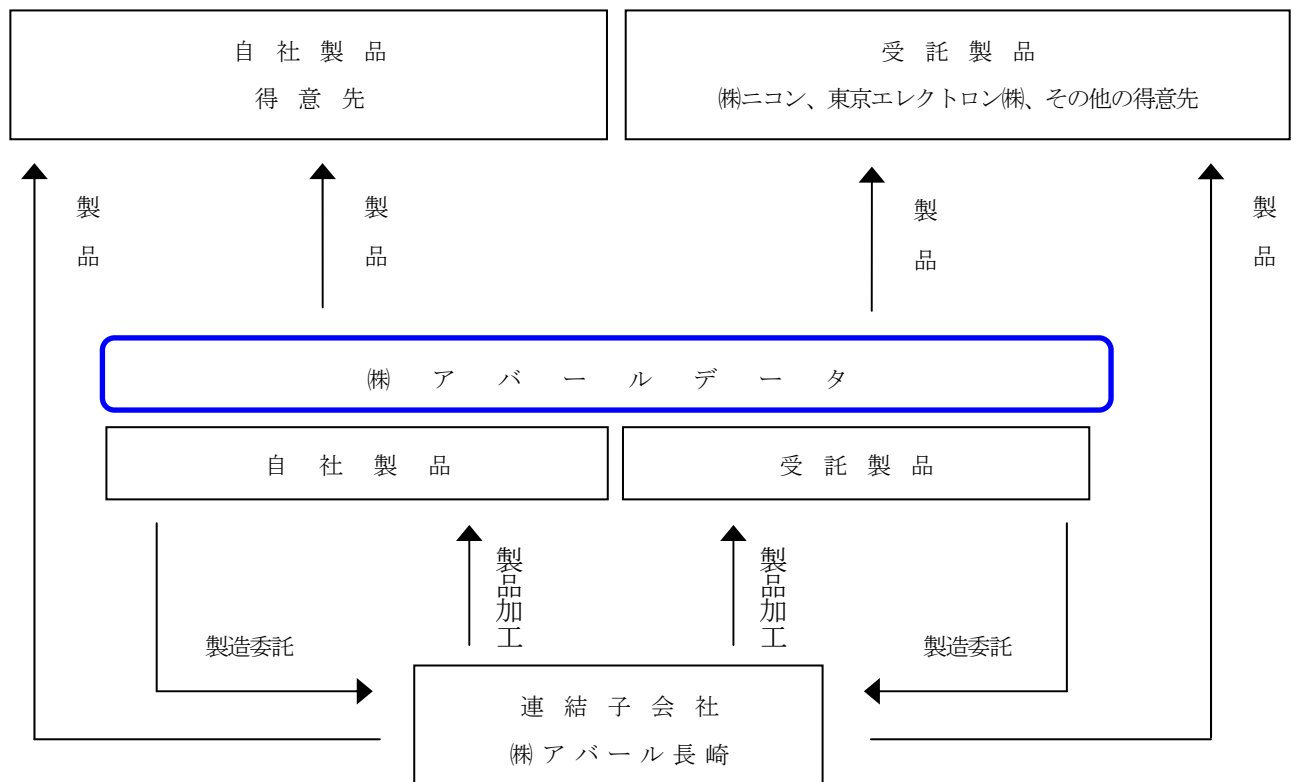 自社製品
得意先
受託製品
㈱ニコン、東京エレクトロン㈱、その他の得意先
製品
製品
製品
製品
㈱アバールデータ
自社製品
受託製品
製品加工
製品加工
製造委託
製造委託
連結子会社
㈱アバール長崎